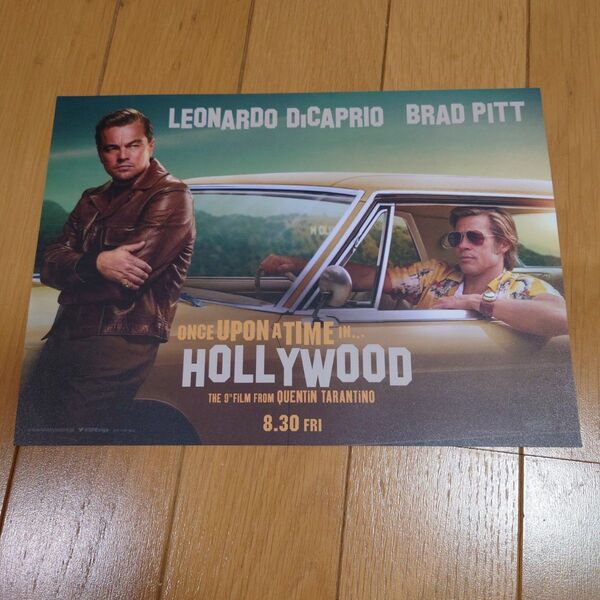 LEONARDO DiCAPRIO BRAD PITT
ONCE UPON A TIME IN...
HOLLYWOOD
THE 9TH FILM FROM QUENTIN TARANTINO
8.30 FRI